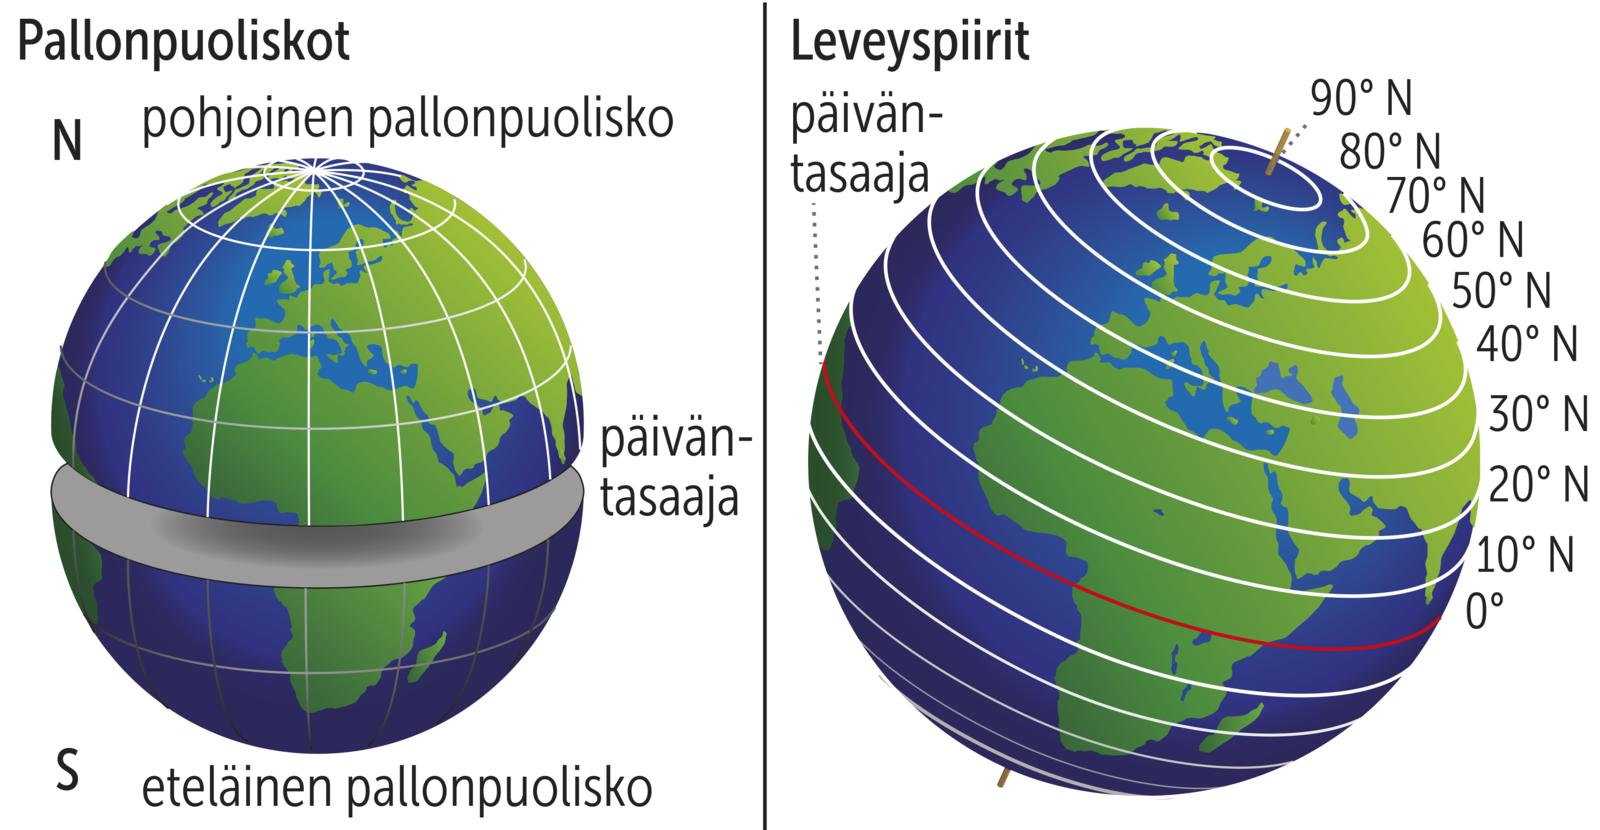 Pallonpuoliskot
N
pohjoinen pallonpuolisko
päivän-
tasaaja
S
eteläinen pallonpuolisko
Leveyspiirit
päivän-
tasaaja
90° N
80° N
70° N
60° N
50° N
40° N
30° N
20° N
10° N
0°